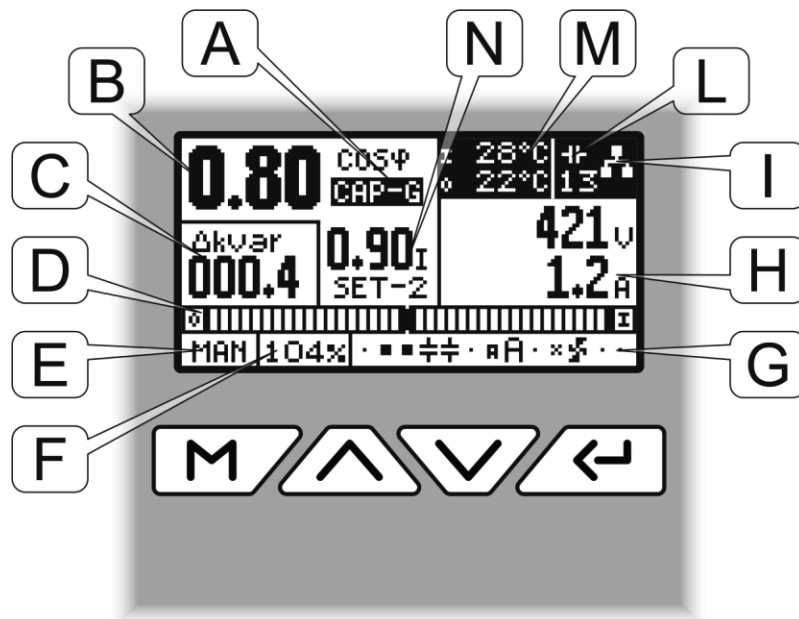 A
N
M
L
B
C
D
E
F
I
H
G
0.80 COSφ
CAP-G
28°C
22°C 13
Δkvar
000.4
0.90I
SET-2
421V
1.2A
MAN 104%
A
M